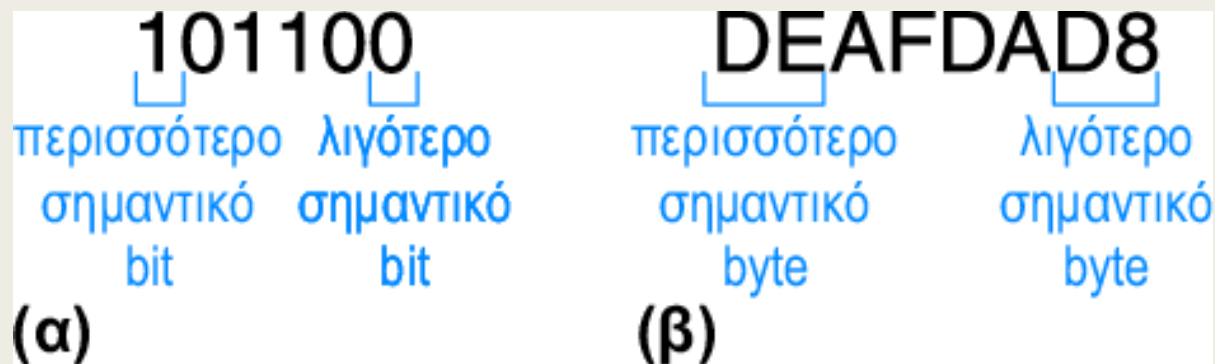 101100
περισσότερο
σημαντικό
bit
λιγότερο
σημαντικό
bit
(α)
DEAFDAD8
περισσότερο
σημαντικό
byte
λιγότερο
σημαντικό
byte
(β)